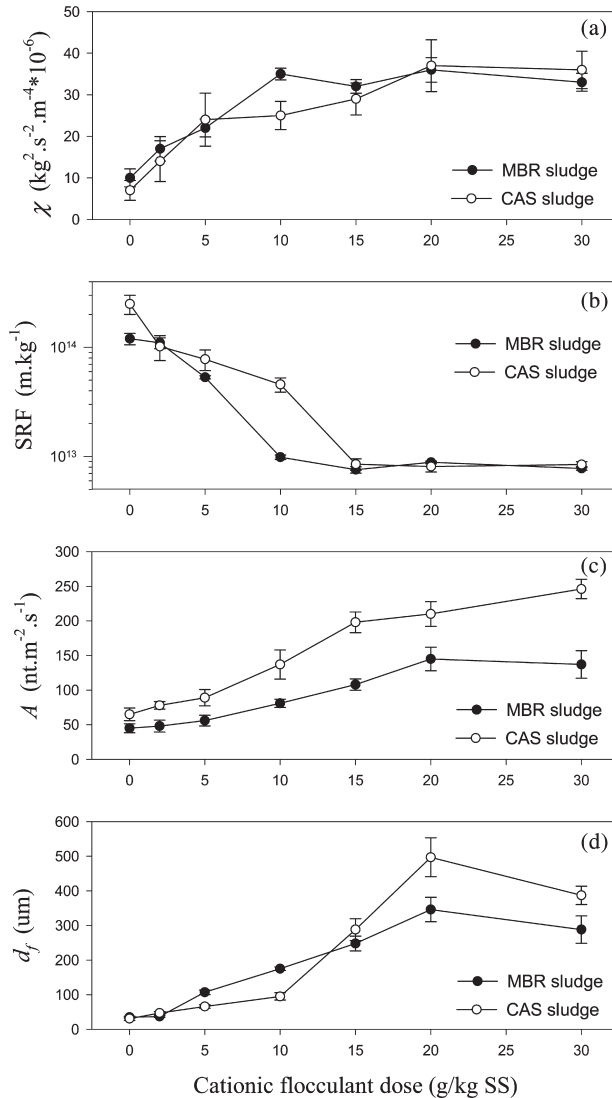 (a)
50
40
30
20
10
0
χ (kg².s⁻².m⁻⁴*10⁻⁶)
MBR sludge
CAS sludge
0 5 10 15 20 25 30
(b)
10¹⁴
10¹³
SRF (m.kg⁻¹)
MBR sludge
CAS sludge
0 5 10 15 20 25 30
(c)
300
250
200
150
100
50
0
A (nt.m⁻².s⁻¹)
MBR sludge
CAS sludge
0 5 10 15 20 25 30
(d)
600
500
400
300
200
100
0
d_f (um)
MBR sludge
CAS sludge
0 5 10 15 20 25 30
Cationic flocculant dose (g/kg SS)